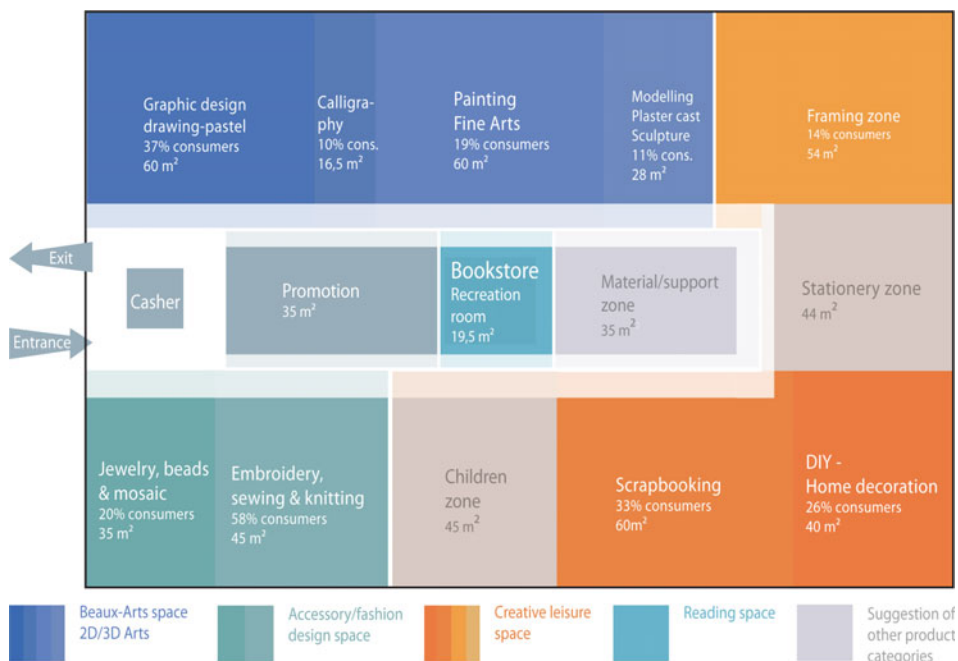 Graphic design
drawing-pastel
37% consumers
60 m²
Calligra-
phy
10% cons.
16,5 m²
Painting
Fine Arts
19% consumers
60 m²
Modelling
Plaster cast
Sculpture
11% cons.
28 m²
Framing zone
14% consumers
54 m²
Exit
Entrance
Casher
Promotion
35 m²
Bookstore
Recreation
room
19,5 m²
Material/support
zone
35 m²
Stationery zone
44 m²
Jewelry, beads
& mosaic
20% consumers
35 m²
Embroidery,
sewing & knitting
58% consumers
45 m²
Children
zone
45 m²
Scrapbooking
33% consumers
60m²
DIY -
Home decoration
26% consumers
40 m²
Beaux-Arts space
2D/3D Arts
Accessory/fashion
design space
Creative leisure
space
Reading space
Suggestion of
other product
categories